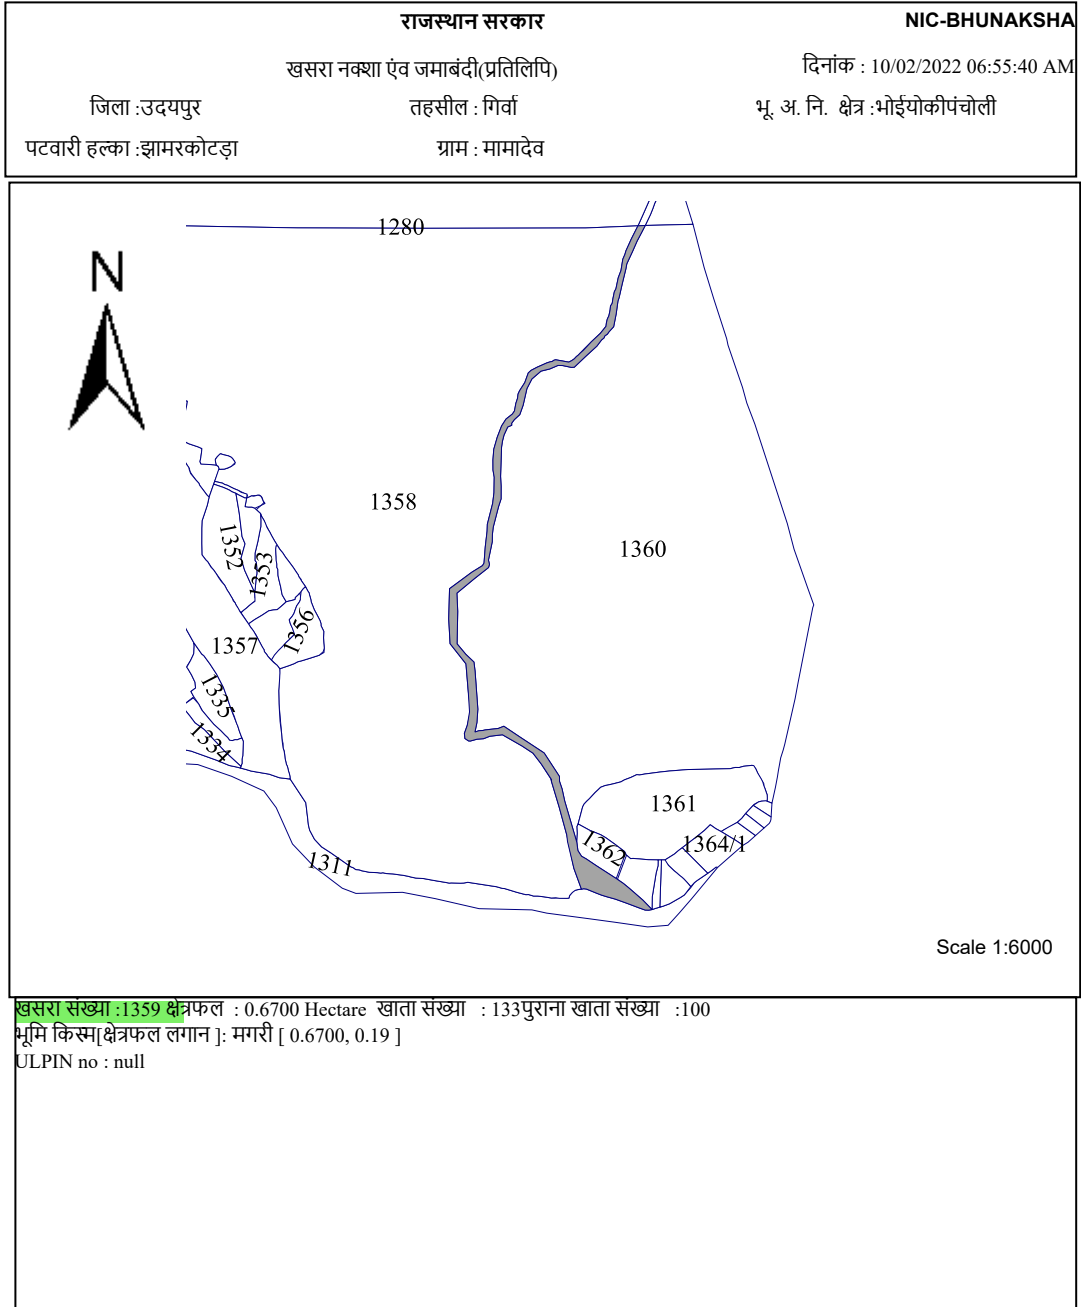 राजस्थान सरकार
NIC-BHUNAKSHA
खसरा नक्शा एंव जमाबंदी(प्रतिलिपि)
दिनांक : 10/02/2022 06:55:40 AM
जिला :उदयपुर
तहसील : गिर्वा
भू. अ. नि. क्षेत्र :भोईयोकीपंचोली
पटवारी हल्का :झामरकोटड़ा
ग्राम : मामादेव
1280
N
1358
1352
1353
1360
1356
1357
1335
1334
1361
1362
1364/1
1311
Scale 1:6000
खसरा संख्या :1359 क्षेत्रफल : 0.6700 Hectare खाता संख्या : 133पुराना खाता संख्या :100
भूमि किस्म[क्षेत्रफल लगान ]: मगरी [ 0.6700, 0.19 ]
ULPIN no : null